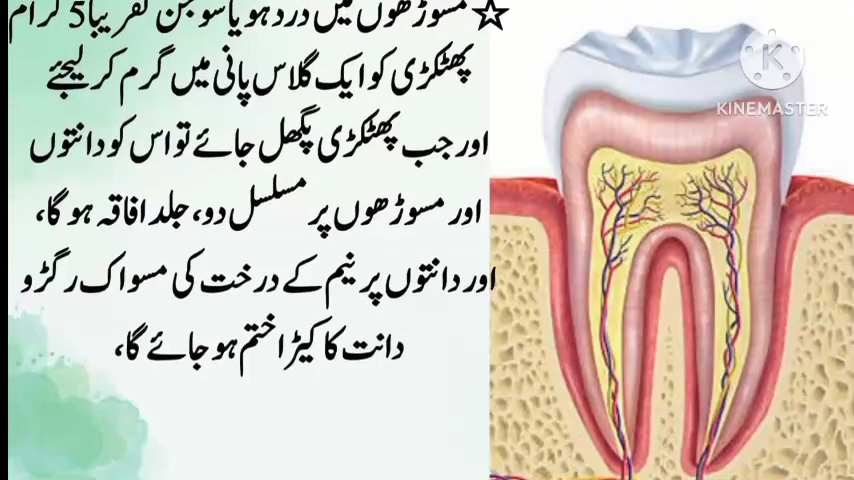 ☆ مسوڑھوں میں درد ہو یا سوجن تقریبا 5 گرام
پھٹکڑی کو ایک گلاس پانی میں گرم کر لیجئے
اور جب پھٹکڑی پگھل جائے تو اس کو دانتوں
اور مسوڑھوں پر مسلسل دو، جلد افاقہ ہو گا،
اور دانتوں پر نیم کے درخت کی مسواک رگڑو
دانت کا کیڑا ختم ہو جائے گا،
K
KINEMASTER